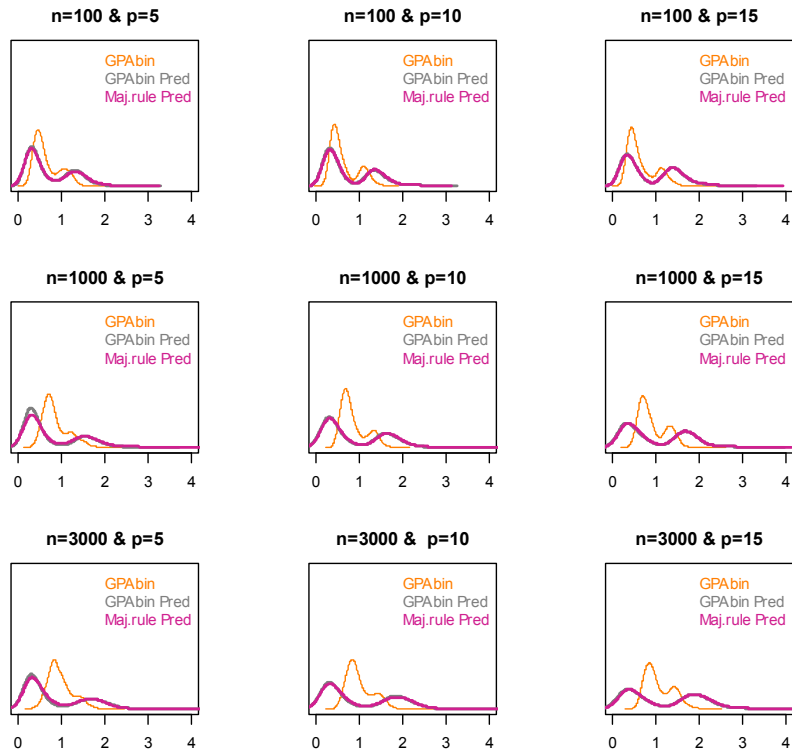 n=100 & p=5
GPAbin
GPAbin Pred
Maj.rule Pred
0 1 2 3 4
n=100 & p=10
GPAbin
GPAbin Pred
Maj.rule Pred
0 1 2 3 4
n=100 & p=15
GPAbin
GPAbin Pred
Maj.rule Pred
0 1 2 3 4
n=1000 & p=5
GPAbin
GPAbin Pred
Maj.rule Pred
0 1 2 3 4
n=1000 & p=10
GPAbin
GPAbin Pred
Maj.rule Pred
0 1 2 3 4
n=1000 & p=15
GPAbin
GPAbin Pred
Maj.rule Pred
0 1 2 3 4
n=3000 & p=5
GPAbin
GPAbin Pred
Maj.rule Pred
0 1 2 3 4
n=3000 & p=10
GPAbin
GPAbin Pred
Maj.rule Pred
0 1 2 3 4
n=3000 & p=15
GPAbin
GPAbin Pred
Maj.rule Pred
0 1 2 3 4